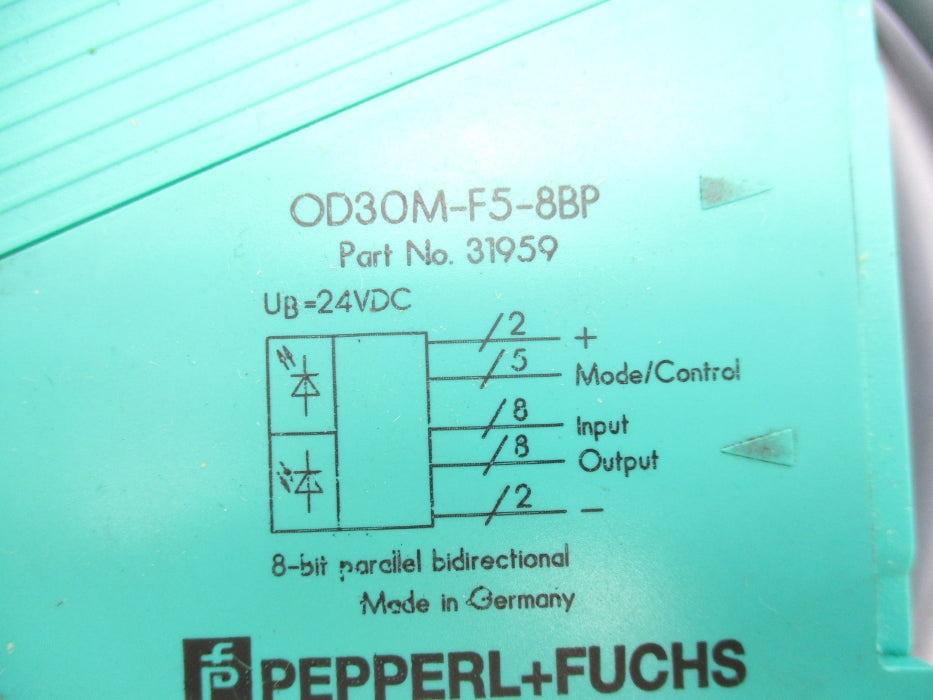 OD30M-F5-8BP
Part No. 31959
UB=24VDC
2 +
5 Mode/Control
8 Input
8 Output
2 −
8-bit parallel bidirectional
Made in Germany
PEPPERL+FUCHS